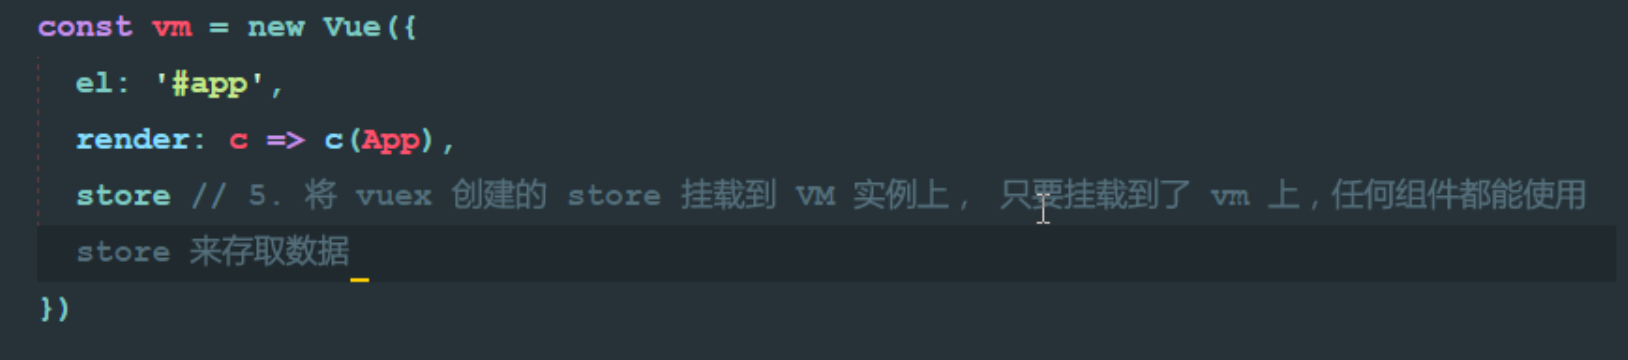 const vm = new Vue({
el: '#app',
render: c => c(App),
store // 5. 将 vuex 创建的 store 挂载到 VM 实例上， 只要挂载到了 vm 上，任何组件都能使用
store 来存取数据
})